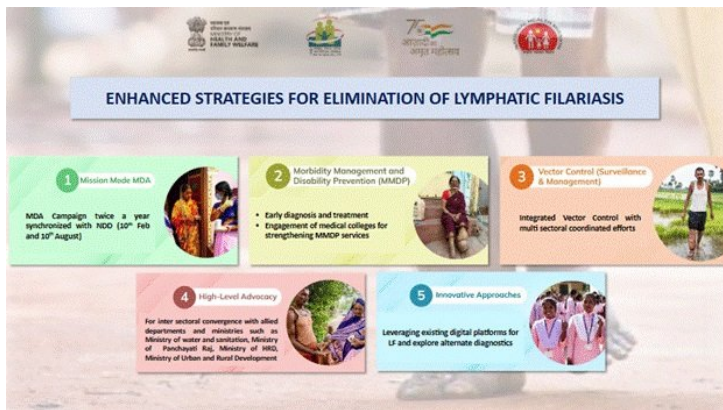 MINISTRY OF
HEALTH AND
FAMILY WELFARE
75
आज़ादी का
अमृत महोत्सव
ENHANCED STRATEGIES FOR ELIMINATION OF LYMPHATIC FILARIASIS
1 Mission Mode MDA
MDA Campaign twice a year
synchronized with NDD (10th Feb
and 10th August)
2 Morbidity Management and
Disability Prevention (MMDP)
• Early diagnosis and treatment
• Engagement of medical colleges for
strengthening MMDP services
3 Vector Control (Surveillance
& Management)
Integrated Vector Control with
multi sectoral coordinated efforts
4 High-Level Advocacy
For inter sectoral convergence with allied
departments and ministries such as
Ministry of water and sanitation, Ministry
of Panchayati Raj, Ministry of HRD,
Ministry of Urban and Rural Development
5 Innovative Approaches
Leveraging existing digital platforms for
LF and explore alternate diagnostics